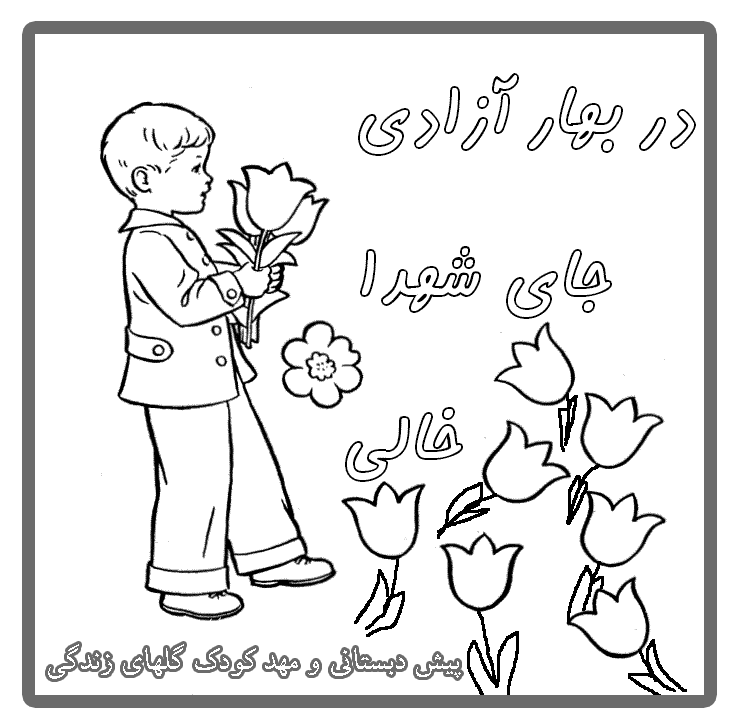 در بهار آزادی
جای شهدا
خالی
پیش دبستانی و مهد کودک گلهای زندگی